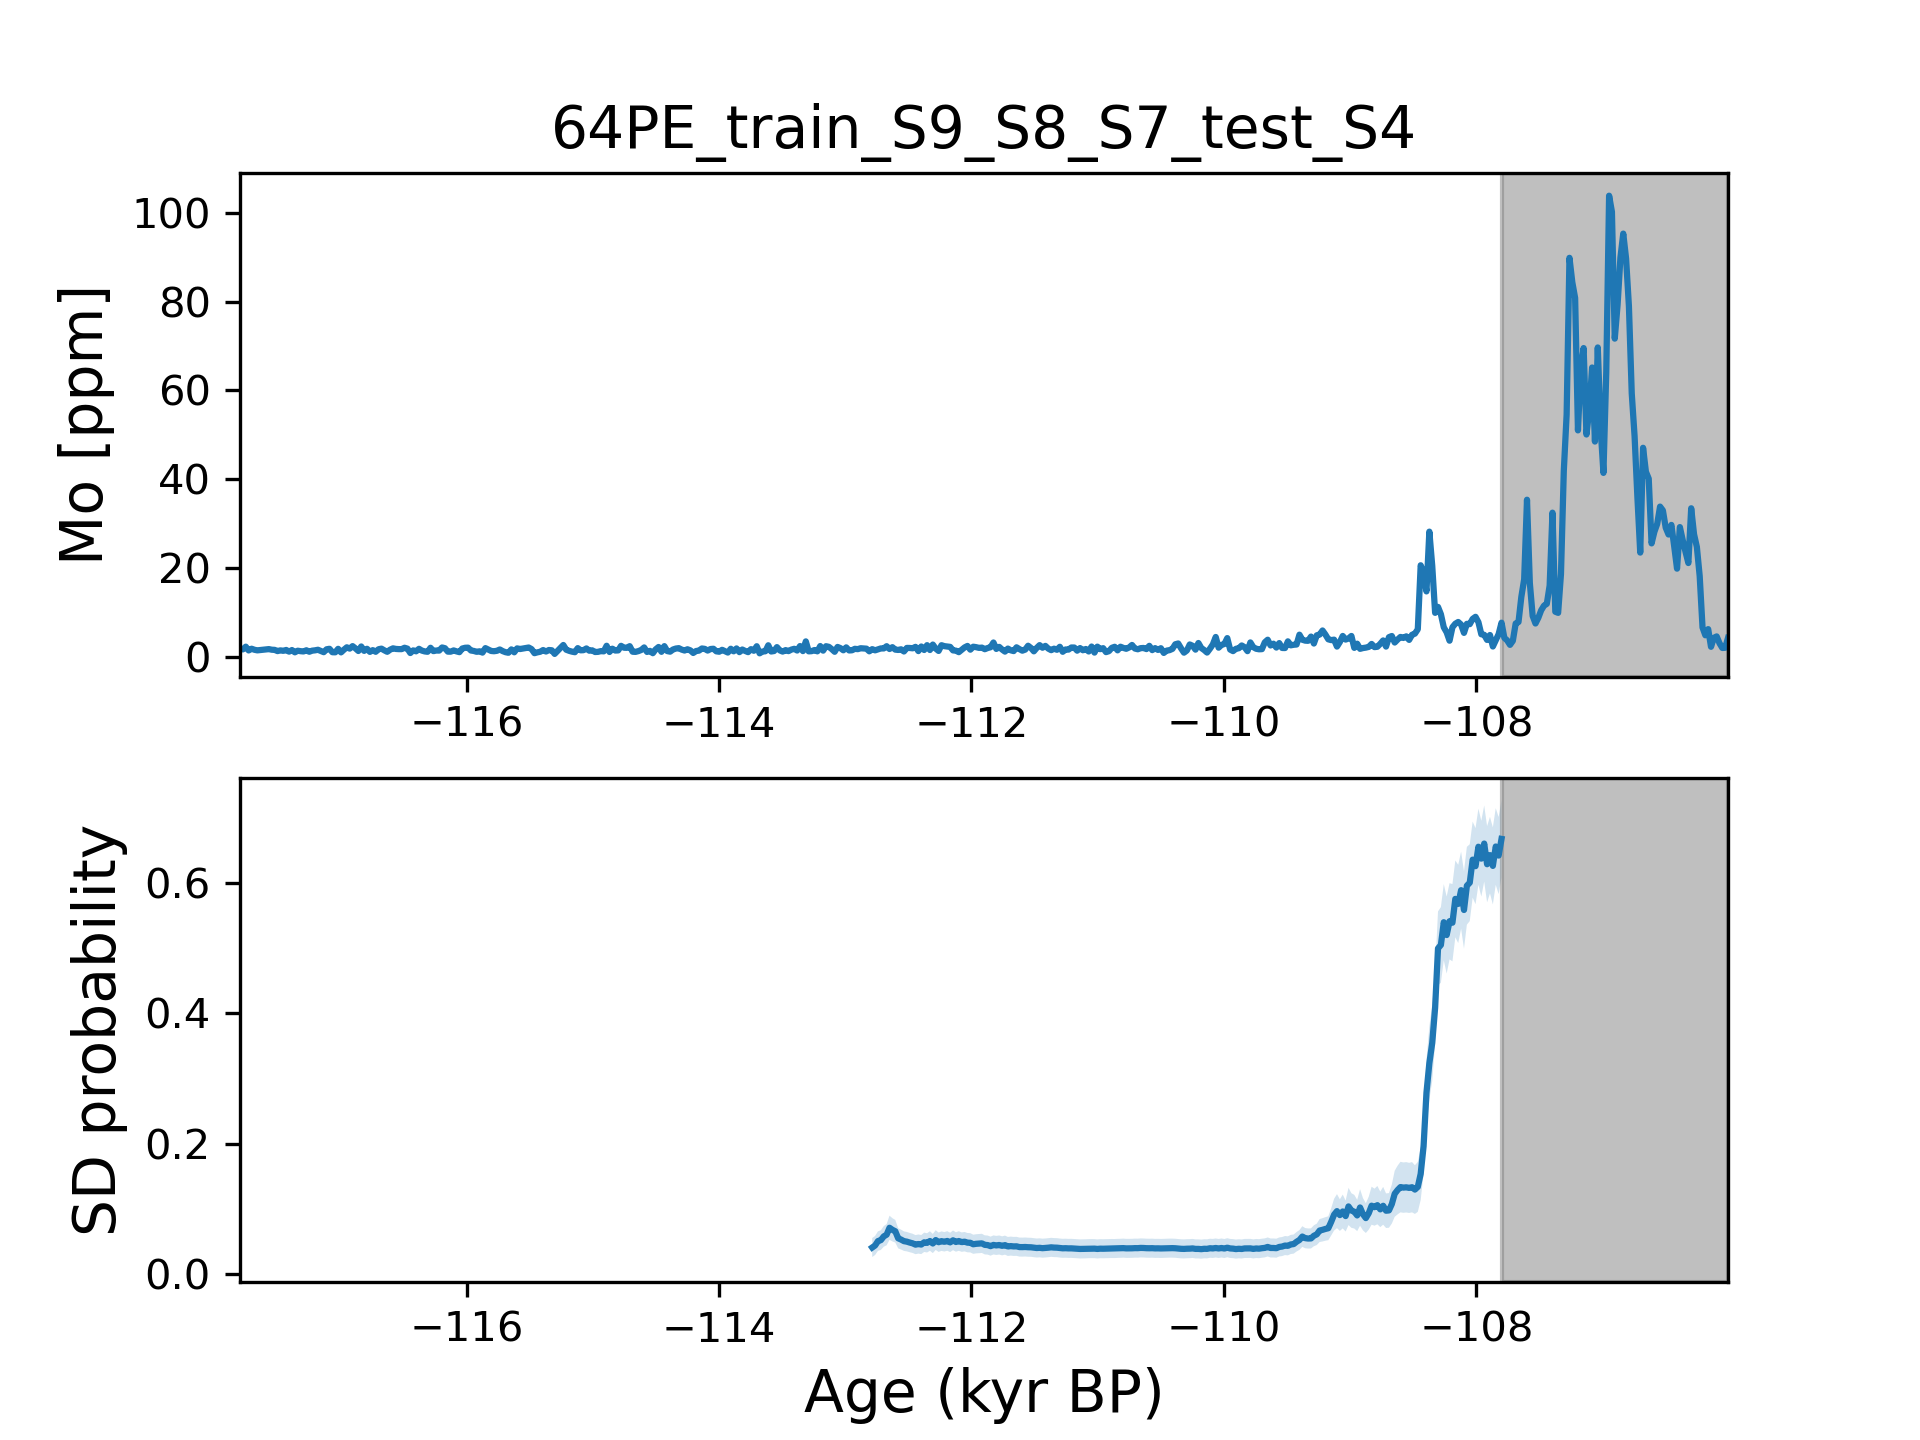 64PE_train_S9_S8_S7_test_S4
Mo [ppm]
100
80
60
40
20
0
−116 −114 −112 −110 −108
SD probability
0.6
0.4
0.2
0.0
−116 −114 −112 −110 −108
Age (kyr BP)